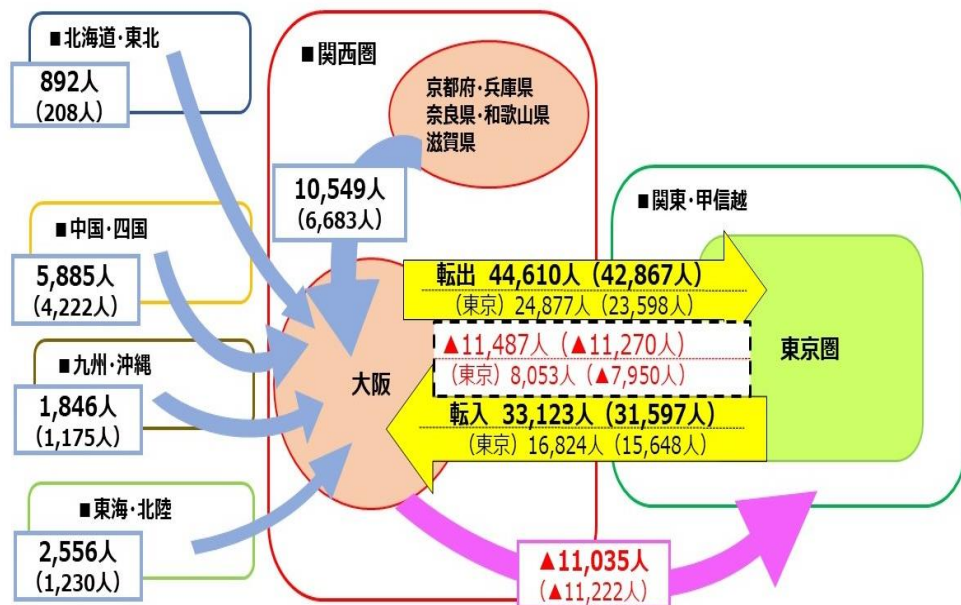 ■北海道・東北
892人
(208人)
■中国・四国
5,885人
(4,222人)
■九州・沖縄
1,846人
(1,175人)
■東海・北陸
2,556人
(1,230人)
■関西圏
京都府・兵庫県
奈良県・和歌山県
滋賀県
10,549人
(6,683人)
大阪
転出 44,610人（42,867人）
(東京) 24,877人（23,598人）
▲11,487人（▲11,270人）
(東京) 8,053人（▲7,950人）
転入 33,123人（31,597人）
(東京) 16,824人（15,648人）
■関東・甲信越
東京圏
▲11,035人
(▲11,222人)